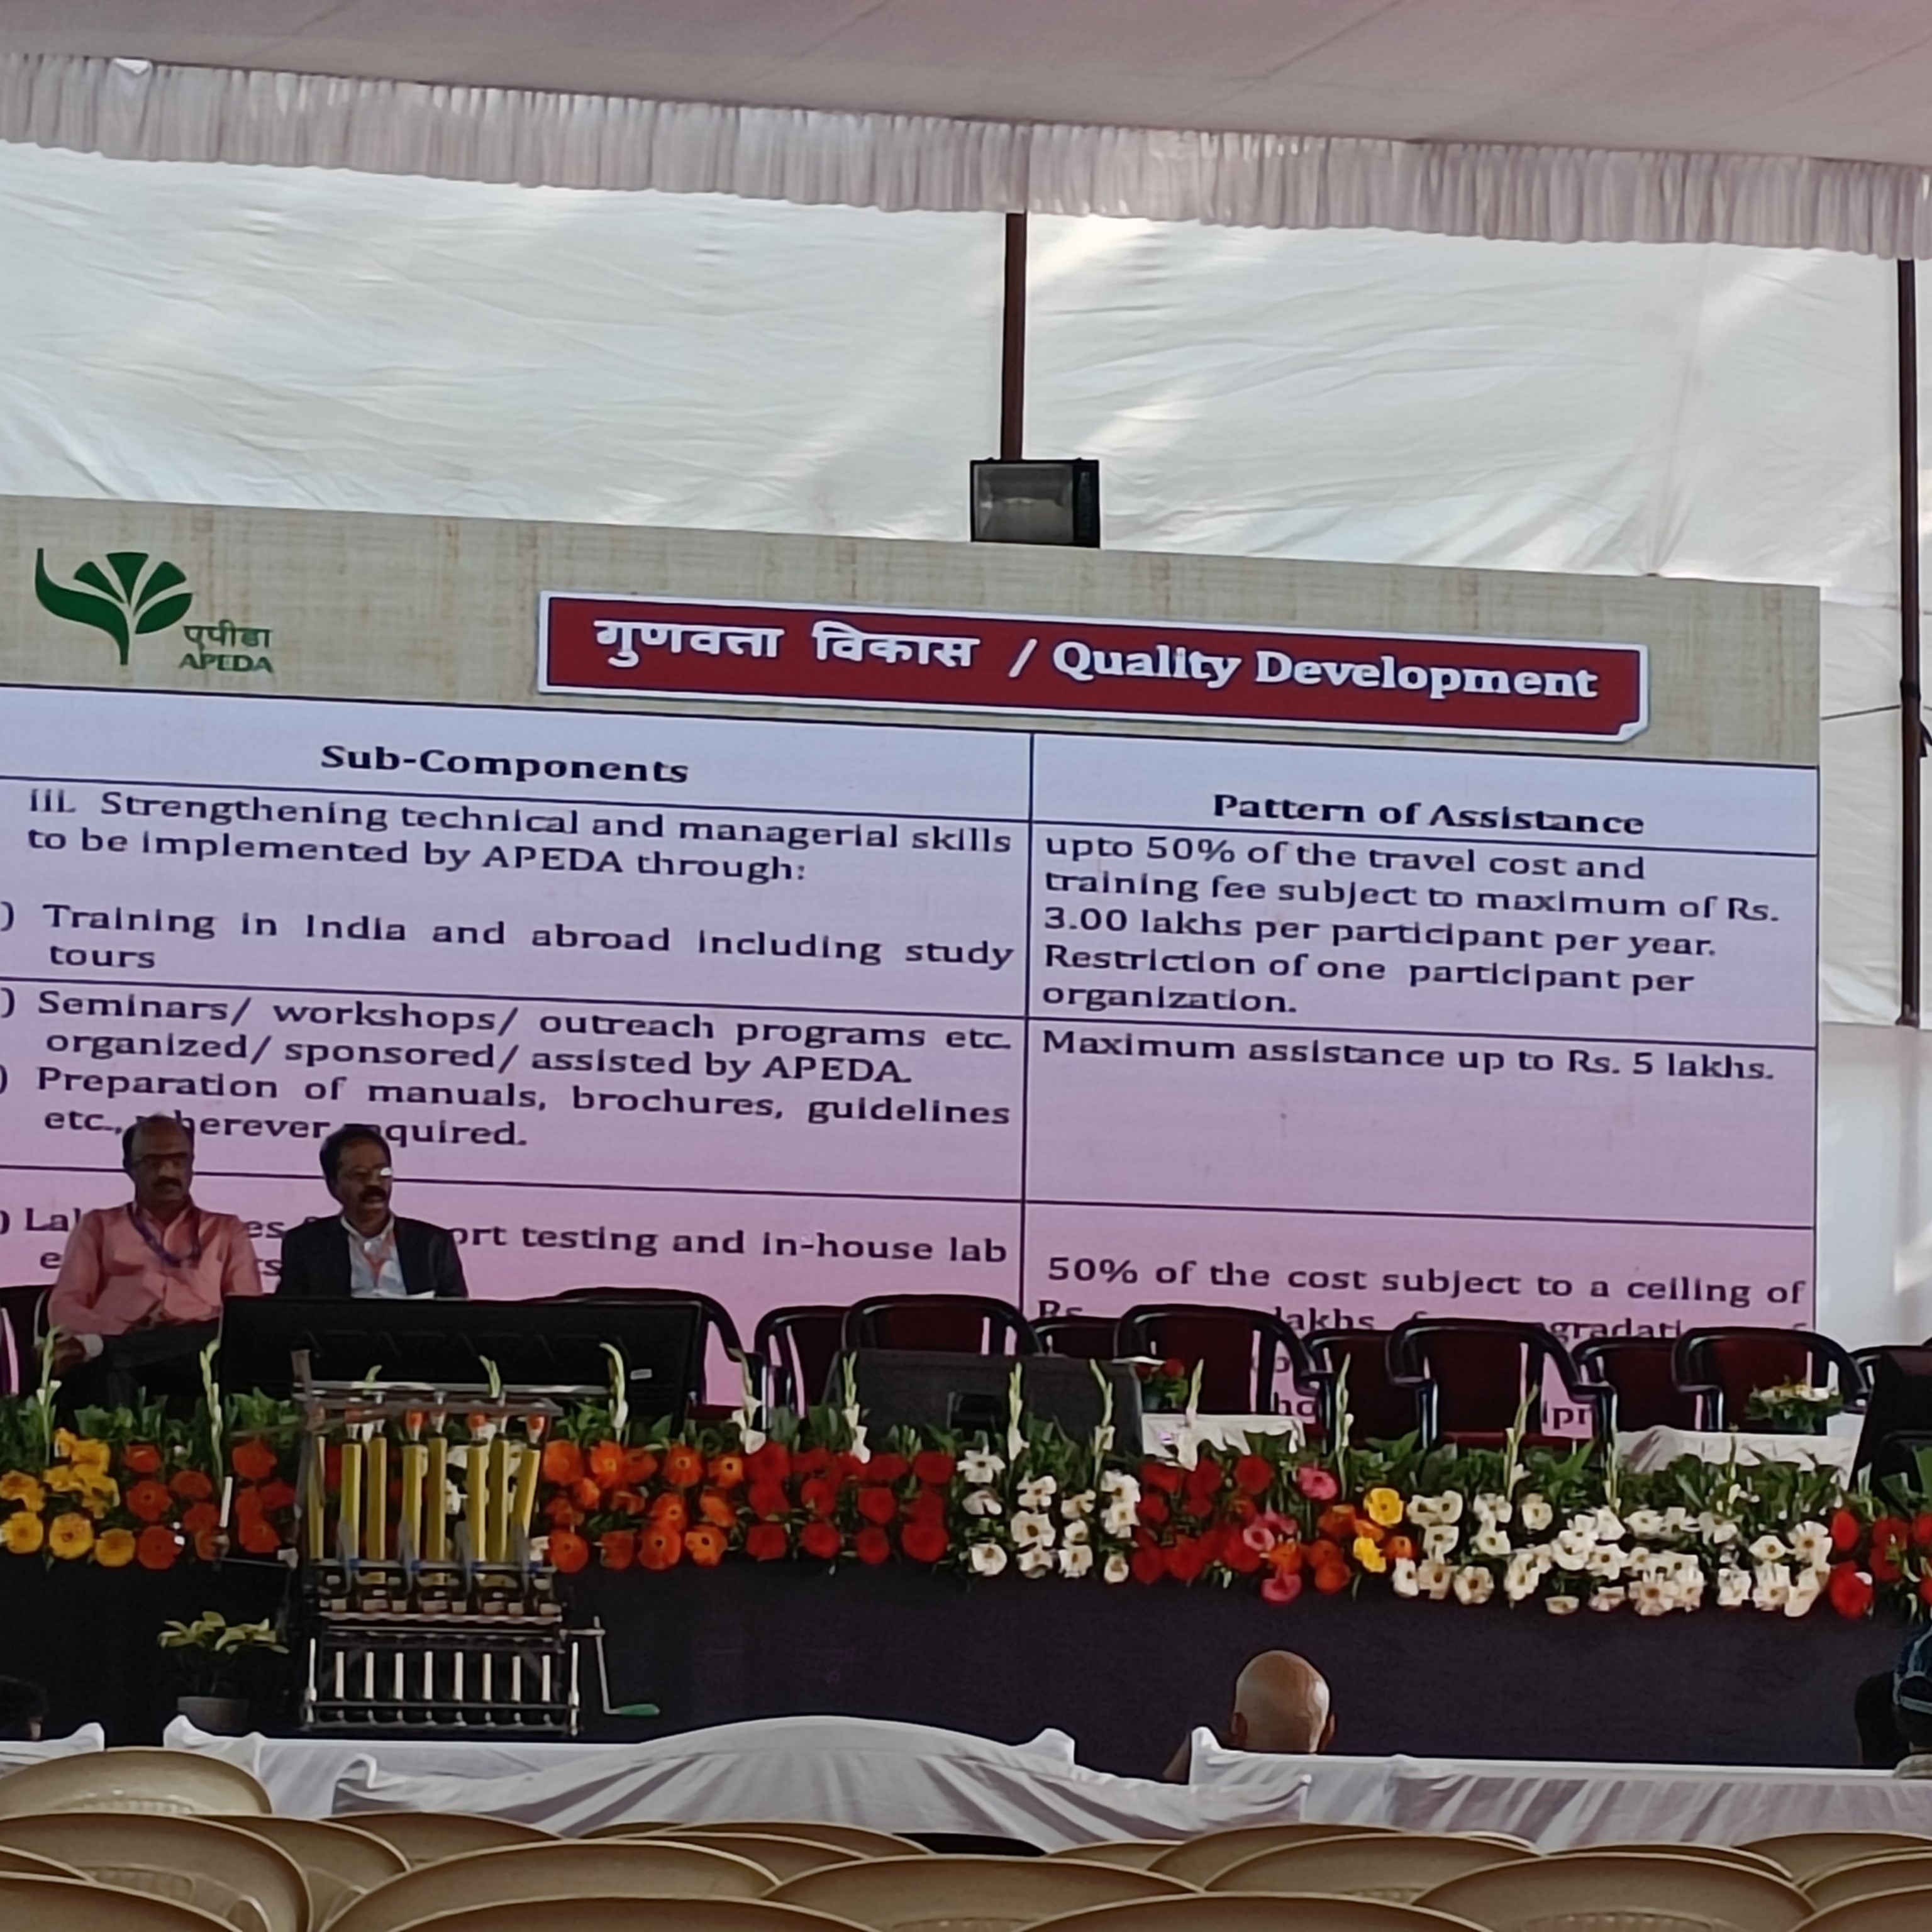 एपीडा
APEDA
गुणवत्ता विकास / Quality Development
Sub-Components
Pattern of Assistance
iii. Strengthening technical and managerial skills
to be implemented by APEDA through:
) Training in India and abroad including study
tours
upto 50% of the travel cost and
training fee subject to maximum of Rs.
3.00 lakhs per participant per year.
Restriction of one participant per
organization.
) Seminars/ workshops/ outreach programs etc.
organized/ sponsored/ assisted by APEDA.
) Preparation of manuals, brochures, guidelines
etc.,
Maximum assistance up to Rs. 5 lakhs.
testing and in-house lab
50% of the cost subject to a ceiling of
Rs lakhs